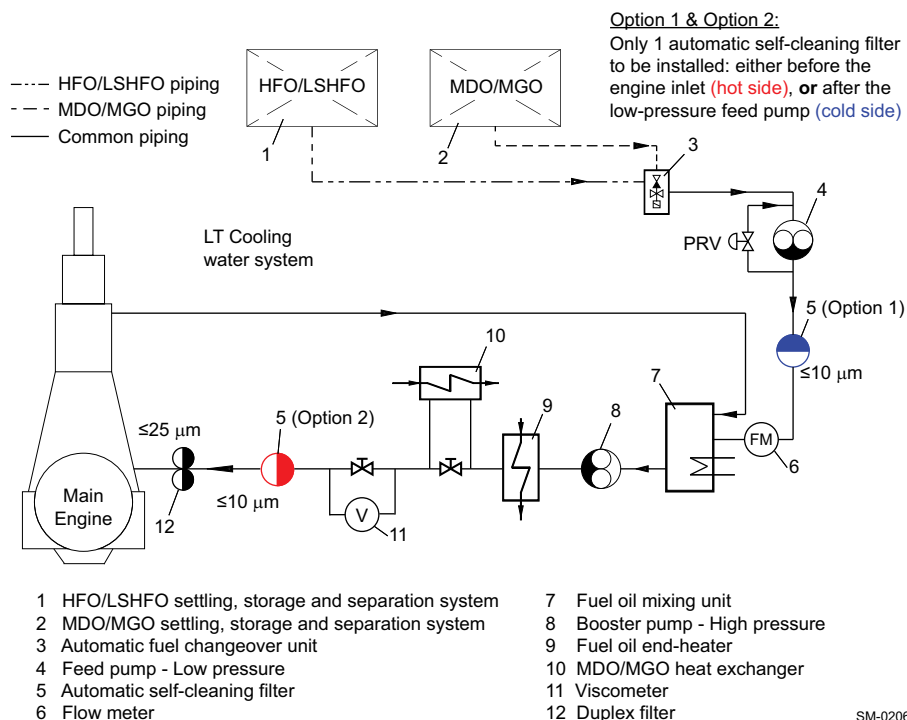 Option 1 & Option 2:
Only 1 automatic self-cleaning filter
to be installed: either before the
engine inlet (hot side), or after the
low-pressure feed pump (cold side)
HFO/LSHFO piping
MDO/MGO piping
Common piping
HFO/LSHFO
MDO/MGO
1
2
3
4
LT Cooling
water system
PRV
5 (Option 1)
≤10 μm
10
7
9
8
FM
6
≤25 μm
5 (Option 2)
≤10 μm
V
11
12
Main
Engine
1 HFO/LSHFO settling, storage and separation system
2 MDO/MGO settling, storage and separation system
3 Automatic fuel changeover unit
4 Feed pump - Low pressure
5 Automatic self-cleaning filter
6 Flow meter
7 Fuel oil mixing unit
8 Booster pump - High pressure
9 Fuel oil end-heater
10 MDO/MGO heat exchanger
11 Viscometer
12 Duplex filter
SM-0206